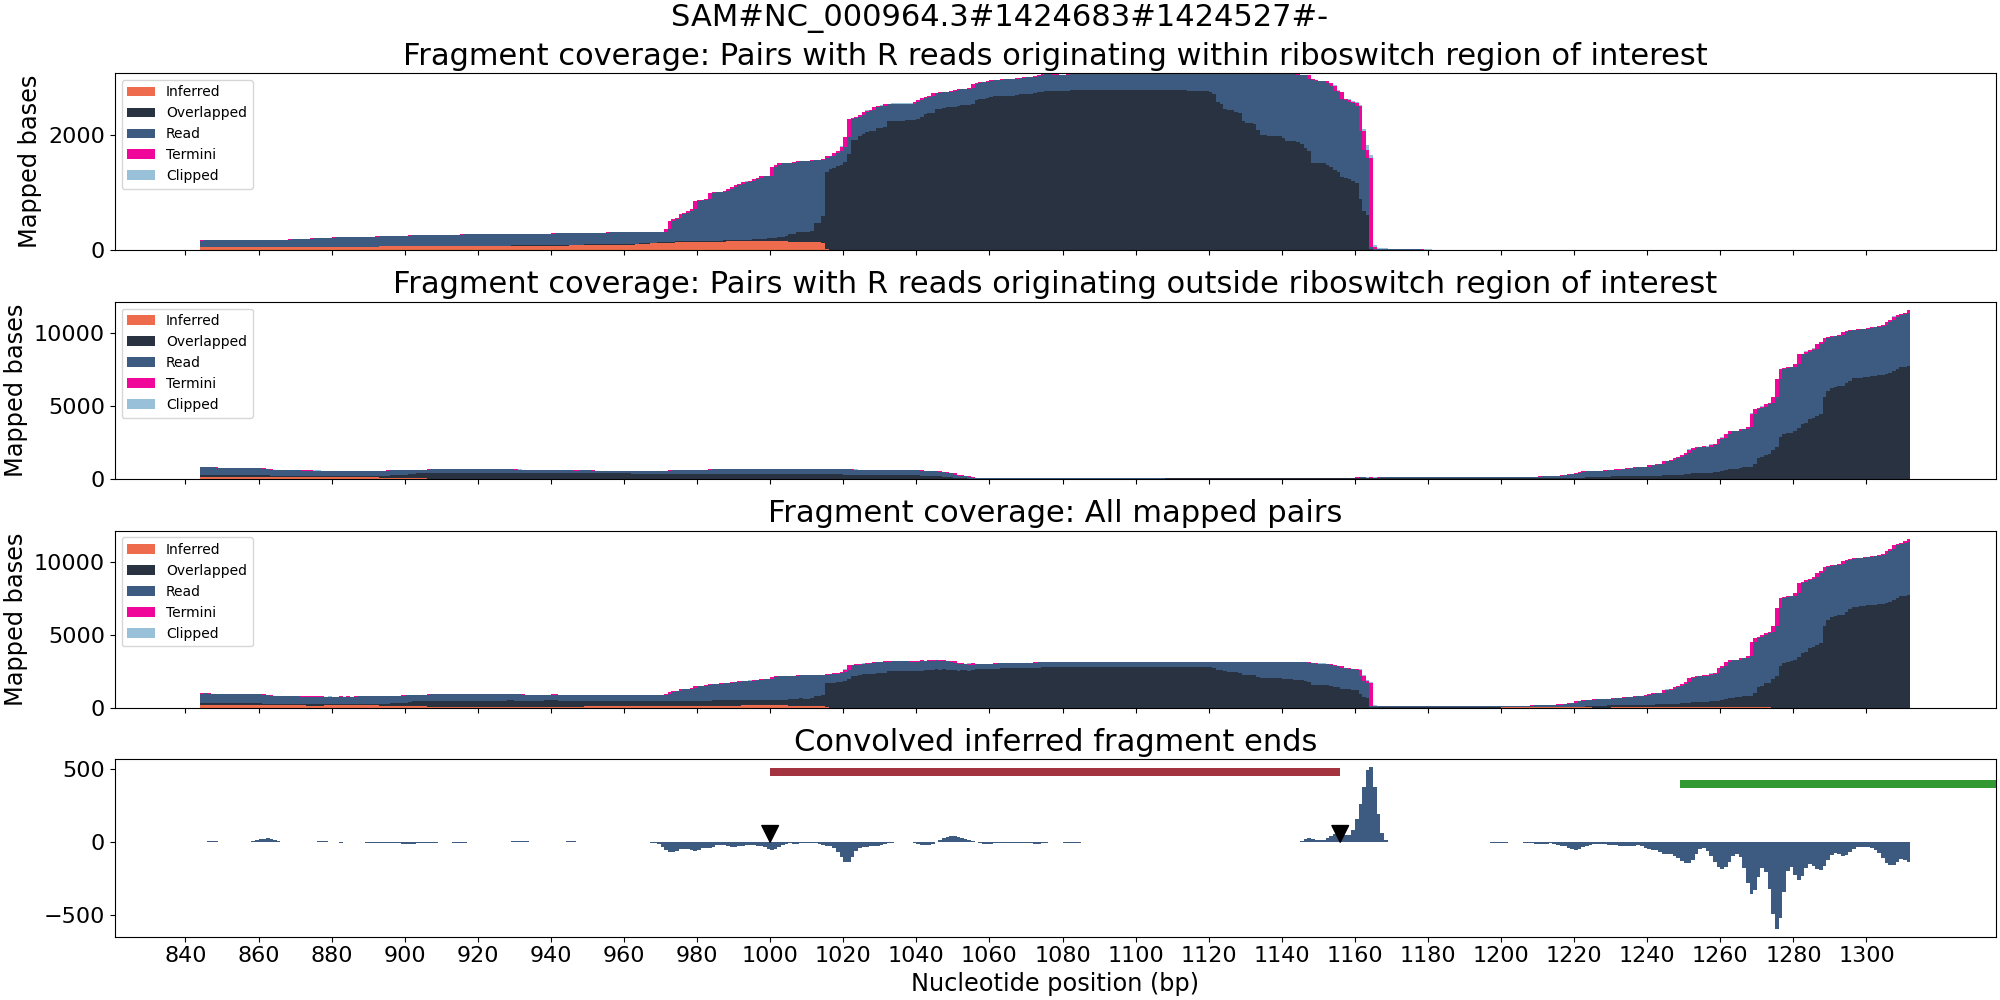 SAM#NC_000964.3#1424683#1424527#-
Fragment coverage: Pairs with R reads originating within riboswitch region of interest
Mapped bases
2000
0
Inferred
Overlapped
Read
Termini
Clipped
Fragment coverage: Pairs with R reads originating outside riboswitch region of interest
Mapped bases
10000
5000
0
Inferred
Overlapped
Read
Termini
Clipped
Fragment coverage: All mapped pairs
Mapped bases
10000
5000
0
Inferred
Overlapped
Read
Termini
Clipped
Convolved inferred fragment ends
500
0
−500
840 860 880 900 920 940 960 980 1000 1020 1040 1060 1080 1100 1120 1140 1160 1180 1200 1220 1240 1260 1280 1300
Nucleotide position (bp)